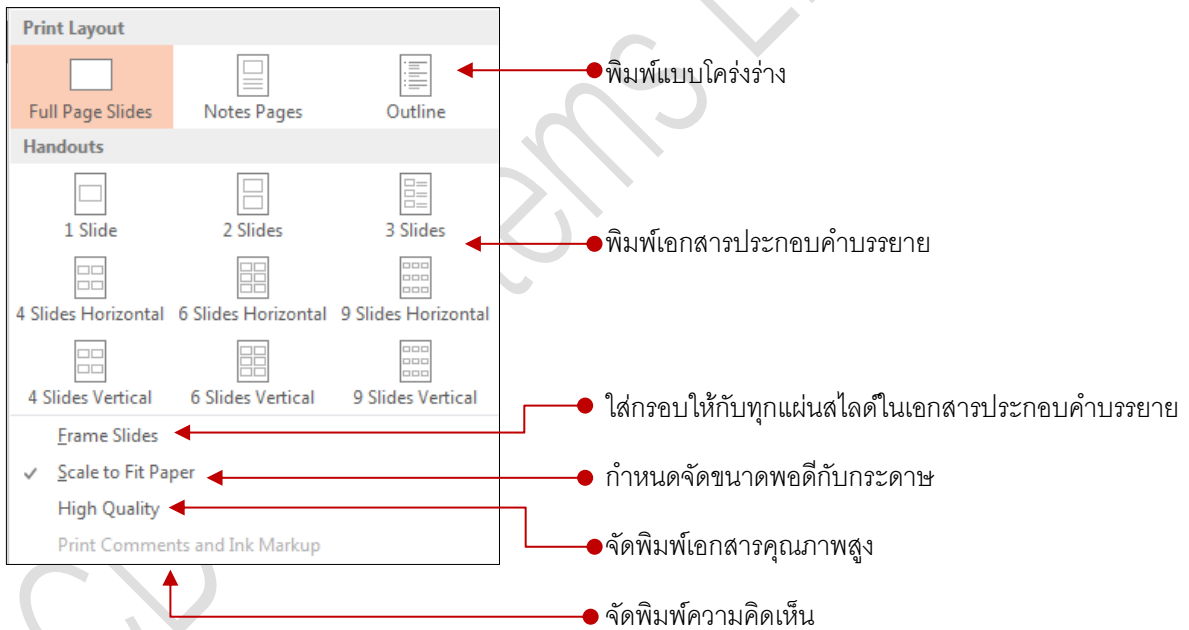 Print Layout
Full Page Slides Notes Pages Outline
พิมพ์แบบโคร่งร่าง
Handouts
1 Slide 2 Slides 3 Slides
พิมพ์เอกสารประกอบคำบรรยาย
4 Slides Horizontal 6 Slides Horizontal 9 Slides Horizontal
4 Slides Vertical 6 Slides Vertical 9 Slides Vertical
ใส่กรอบให้กับทุกแผ่นสไลด์ในเอกสารประกอบคำบรรยาย
Frame Slides
Scale to Fit Paper
กำหนดจัดขนาดพอดีกับกระดาษ
High Quality
จัดพิมพ์เอกสารคุณภาพสูง
Print Comments and Ink Markup
จัดพิมพ์ความคิดเห็น